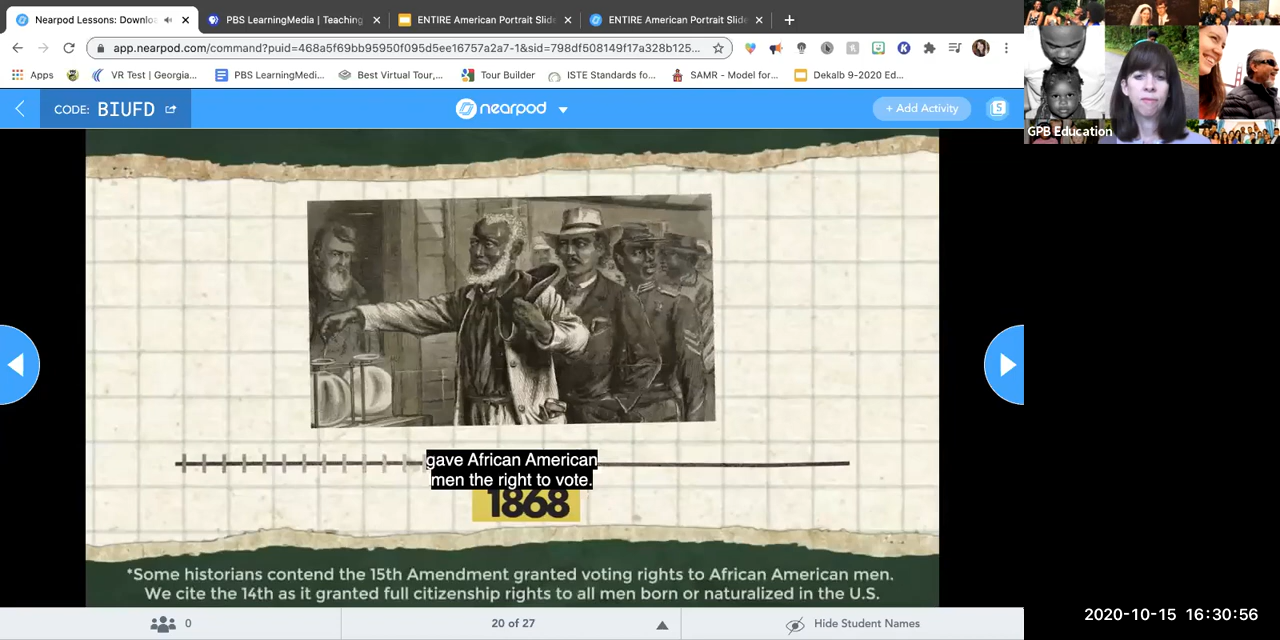 Nearpod Lessons: Downloa
PBS LearningMedia | Teaching
ENTIRE American Portrait Slide
ENTIRE American Portrait Slide
app.nearpod.com/command?puid=468a5f69bb95950f095d5ee16757a2a7-1&sid=798df508149f17a328b125...
Apps
VR Test | Georgia...
PBS LearningMedi...
Best Virtual Tour,...
Tour Builder
ISTE Standards fo...
SAMR - Model for...
Dekalb 9-2020 Ed...
GPB Education
CODE: BIUFD
nearpod
+ Add Activity
S
gave African American
men the right to vote.
1868
*Some historians contend the 15th Amendment granted voting rights to African American men.
We cite the 14th as it granted full citizenship rights to all men born or naturalized in the U.S.
0
20 of 27
Hide Student Names
2020-10-15 16:30:56